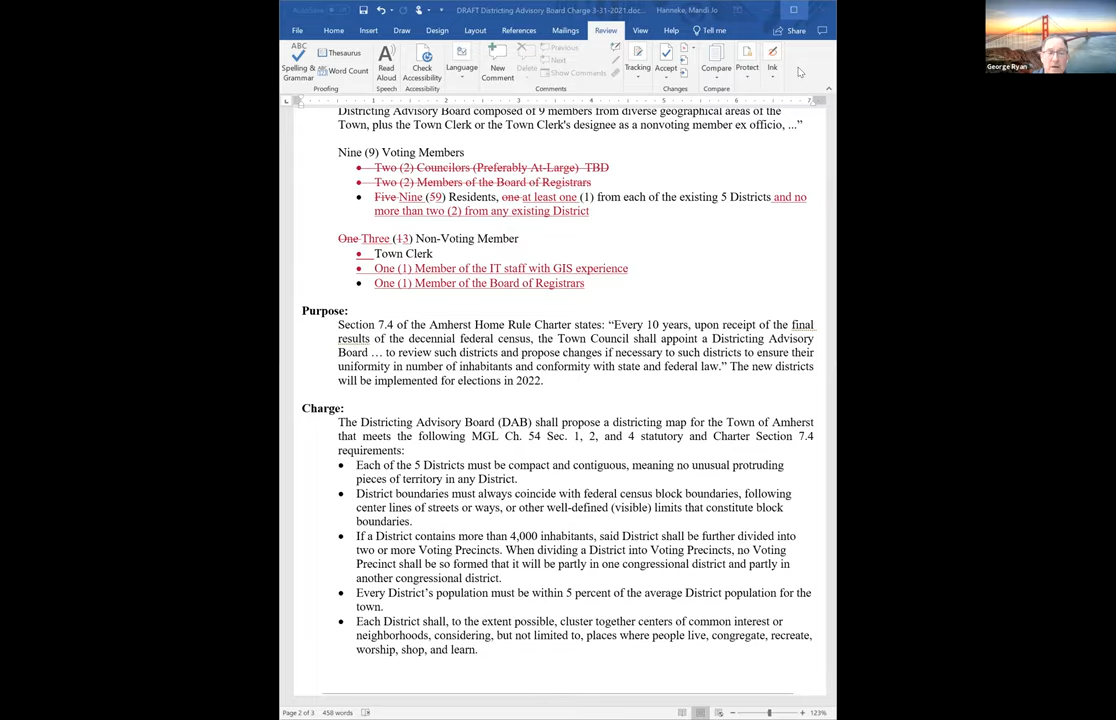 AutoSave
DRAFT Districting Advisory Board Charge 3-31-2021.doc...
Hanneke, Mandi Jo
File Home Insert Draw Design Layout References Mailings Review View Help Tell me Share
ABC
Spelling & Grammar
Thesaurus
Word Count
Proofing
Read Aloud
Speech
Check Accessibility
Accessibility
Language
New Comment
Delete
Previous
Next
Show Comments
Comments
Tracking
Accept
Changes
Compare
Compare
Protect
Ink
George Ryan
1 2 3 4 5 6 7
Districting Advisory Board composed of 9 members from diverse geographical areas of the
Town, plus the Town Clerk or the Town Clerk's designee as a nonvoting member ex officio, ...”
Nine (9) Voting Members
• Two (2) Councilors (Preferably At-Large) TBD
• Two (2) Members of the Board of Registrars
• Five Nine (59) Residents, one at least one (1) from each of the existing 5 Districts and no
more than two (2) from any existing District
One Three (13) Non-Voting Member
• Town Clerk
• One (1) Member of the IT staff with GIS experience
• One (1) Member of the Board of Registrars
Purpose:
Section 7.4 of the Amherst Home Rule Charter states: “Every 10 years, upon receipt of the final
results of the decennial federal census, the Town Council shall appoint a Districting Advisory
Board … to review such districts and propose changes if necessary to such districts to ensure their
uniformity in number of inhabitants and conformity with state and federal law.” The new districts
will be implemented for elections in 2022.
Charge:
The Districting Advisory Board (DAB) shall propose a districting map for the Town of Amherst
that meets the following MGL Ch. 54 Sec. 1, 2, and 4 statutory and Charter Section 7.4
requirements:
• Each of the 5 Districts must be compact and contiguous, meaning no unusual protruding
pieces of territory in any District.
• District boundaries must always coincide with federal census block boundaries, following
center lines of streets or ways, or other well-defined (visible) limits that constitute block
boundaries.
• If a District contains more than 4,000 inhabitants, said District shall be further divided into
two or more Voting Precincts. When dividing a District into Voting Precincts, no Voting
Precinct shall be so formed that it will be partly in one congressional district and partly in
another congressional district.
• Every District’s population must be within 5 percent of the average District population for the
town.
• Each District shall, to the extent possible, cluster together centers of common interest or
neighborhoods, considering, but not limited to, places where people live, congregate, recreate,
worship, shop, and learn.
Page 2 of 3 458 words
123%